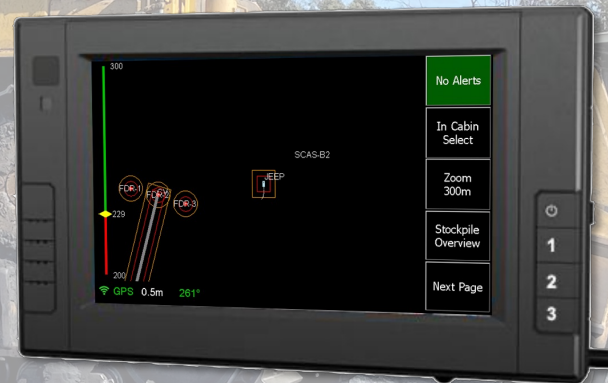 300
No Alerts
In Cabin
Select
SCAS-B2
JEEP
Zoom
300m
FDR-1
FDR-3
229
Stockpile
Overview
200
GPS 0.5m 261°
Next Page
1
2
3